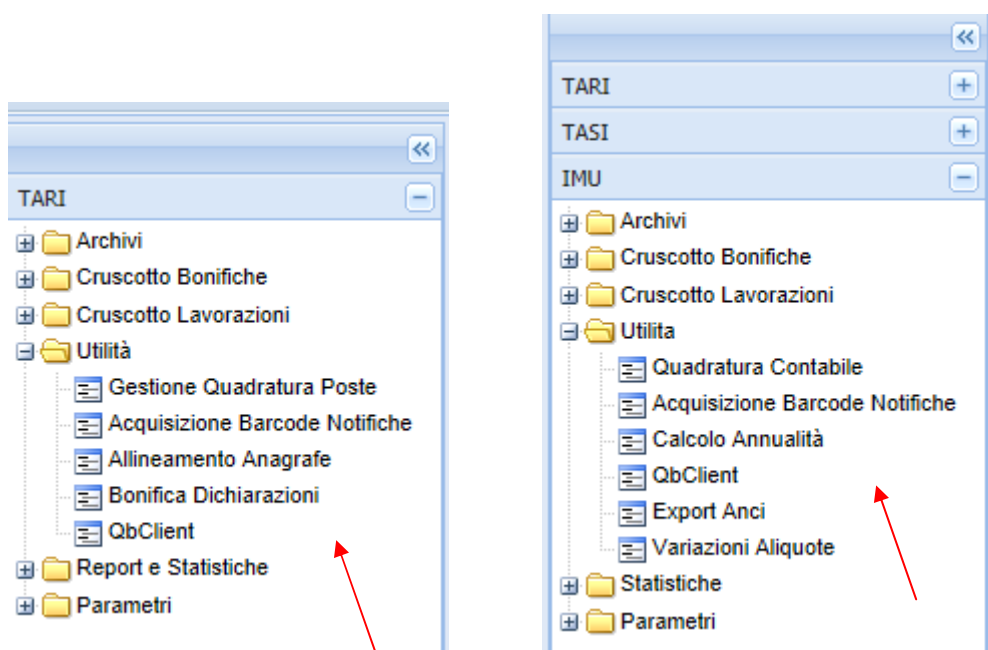 TARI
Archivi
Cruscotto Bonifiche
Cruscotto Lavorazioni
Utilità
Gestione Quadratura Poste
Acquisizione Barcode Notifiche
Allineamento Anagrafe
Bonifica Dichiarazioni
QbClient
Report e Statistiche
Parametri
TARI
TASI
IMU
Archivi
Cruscotto Bonifiche
Cruscotto Lavorazioni
Utilita
Quadratura Contabile
Acquisizione Barcode Notifiche
Calcolo Annualità
QbClient
Export Anci
Variazioni Aliquote
Statistiche
Parametri